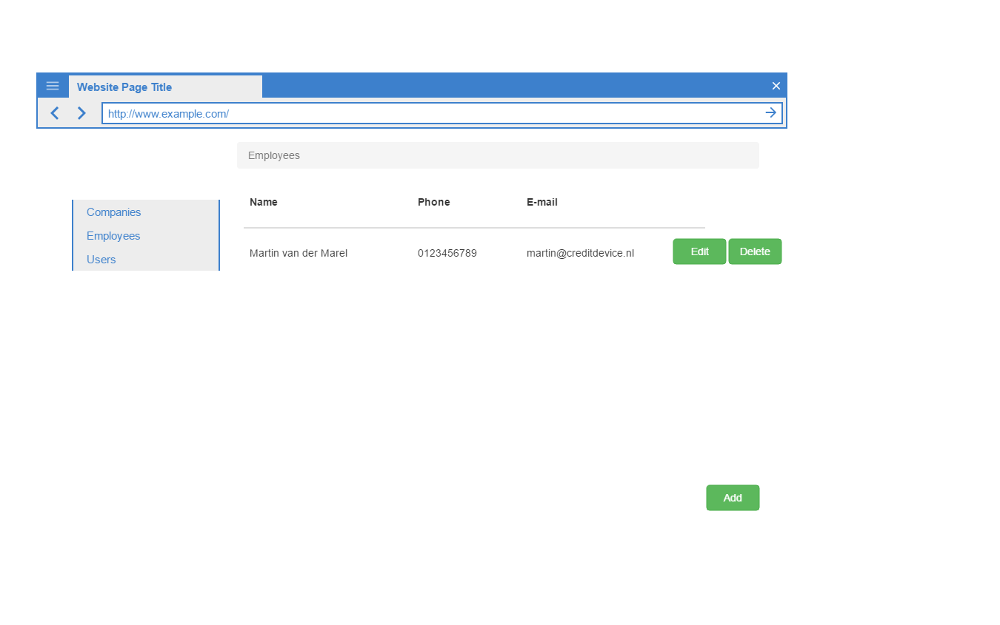 Website Page Title
http://www.example.com/
Employees
Companies
Employees
Users
Name Phone E-mail
Martin van der Marel 0123456789 martin@creditdevice.nl Edit Delete
Add